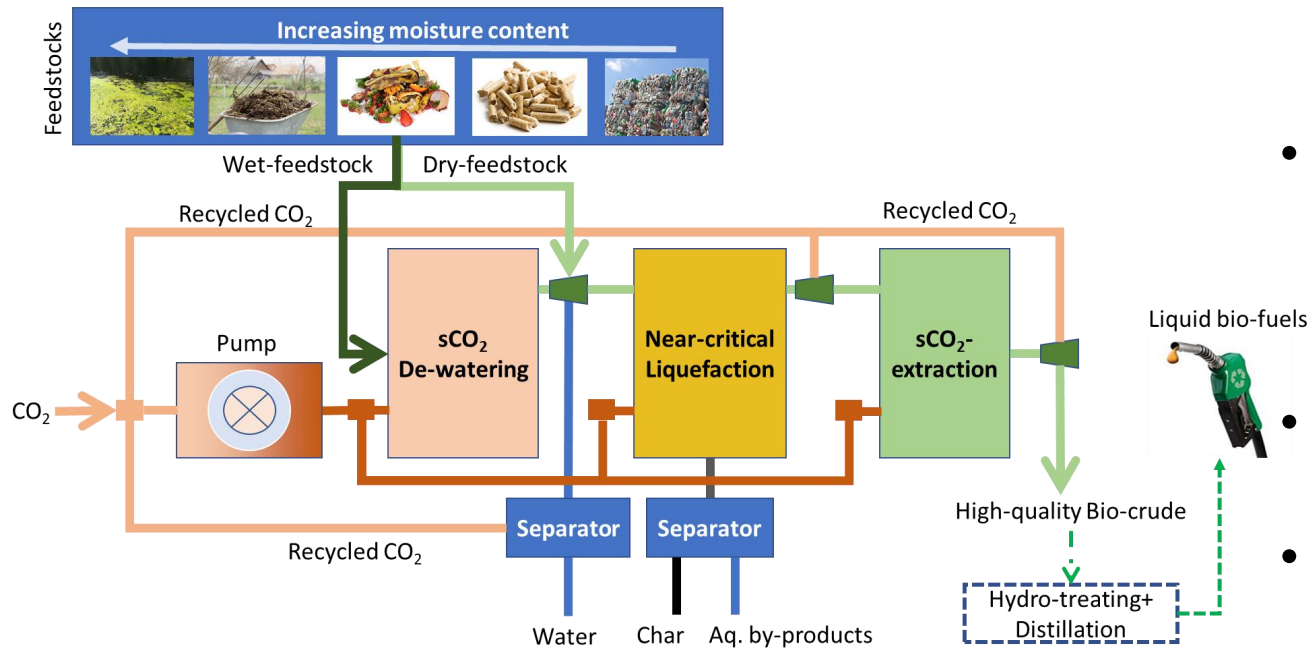 Feedstocks
Increasing moisture content
Wet-feedstock
Dry-feedstock
Recycled CO₂
Recycled CO₂
Pump
sCO₂
De-watering
Near-critical
Liquefaction
sCO₂-
extraction
Liquid bio-fuels
CO₂
Separator
Separator
High-quality Bio-crude
Recycled CO₂
Hydro-treating+
Distillation
Water
Char
Aq. by-products